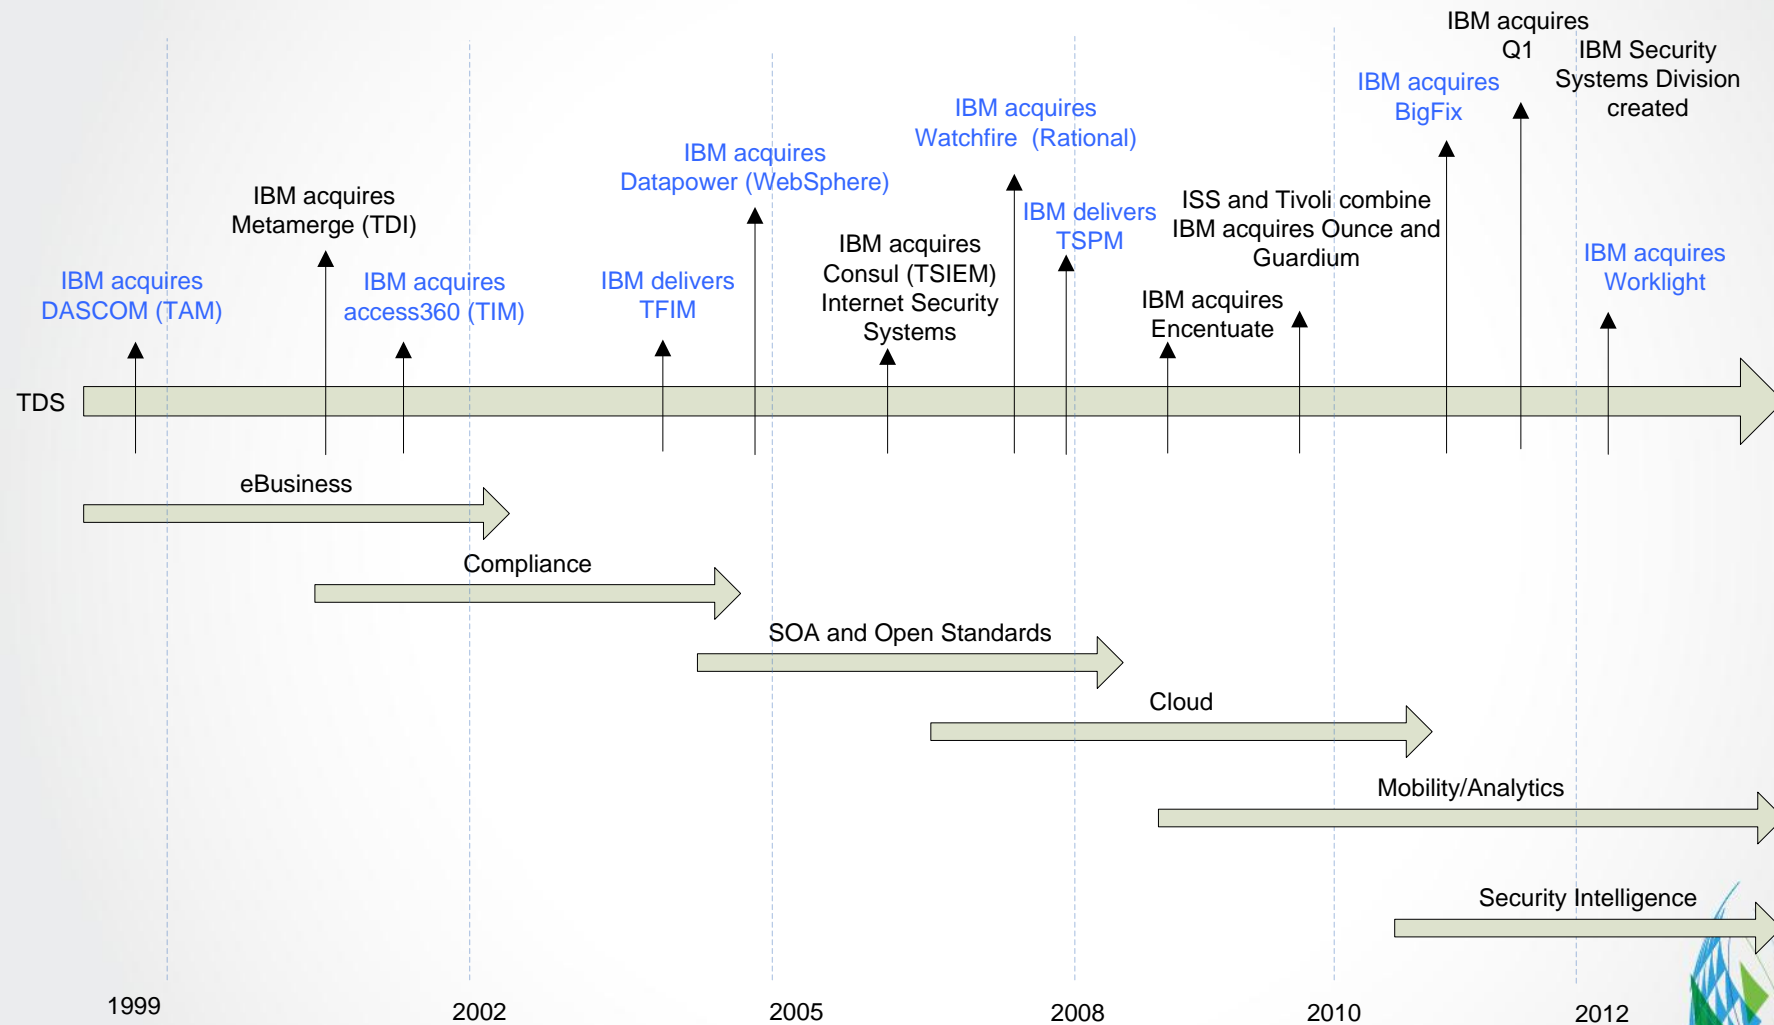 IBM acquires
DASCOM (TAM)
IBM acquires
Metamerge (TDI)
IBM acquires
access360 (TIM)
IBM delivers
TFIM
IBM acquires
Datapower (WebSphere)
IBM acquires
Consul (TSIEM)
Internet Security
Systems
IBM acquires
Watchfire  (Rational)
IBM delivers
TSPM
IBM acquires
Encentuate
ISS and Tivoli combine
IBM acquires Ounce and
Guardium
IBM acquires
BigFix
IBM acquires
Q1
IBM Security
Systems Division
created
IBM acquires
Worklight
TDS
eBusiness
Compliance
SOA and Open Standards
Cloud
Mobility/Analytics
Security Intelligence
1999
2002
2005
2008
2010
2012